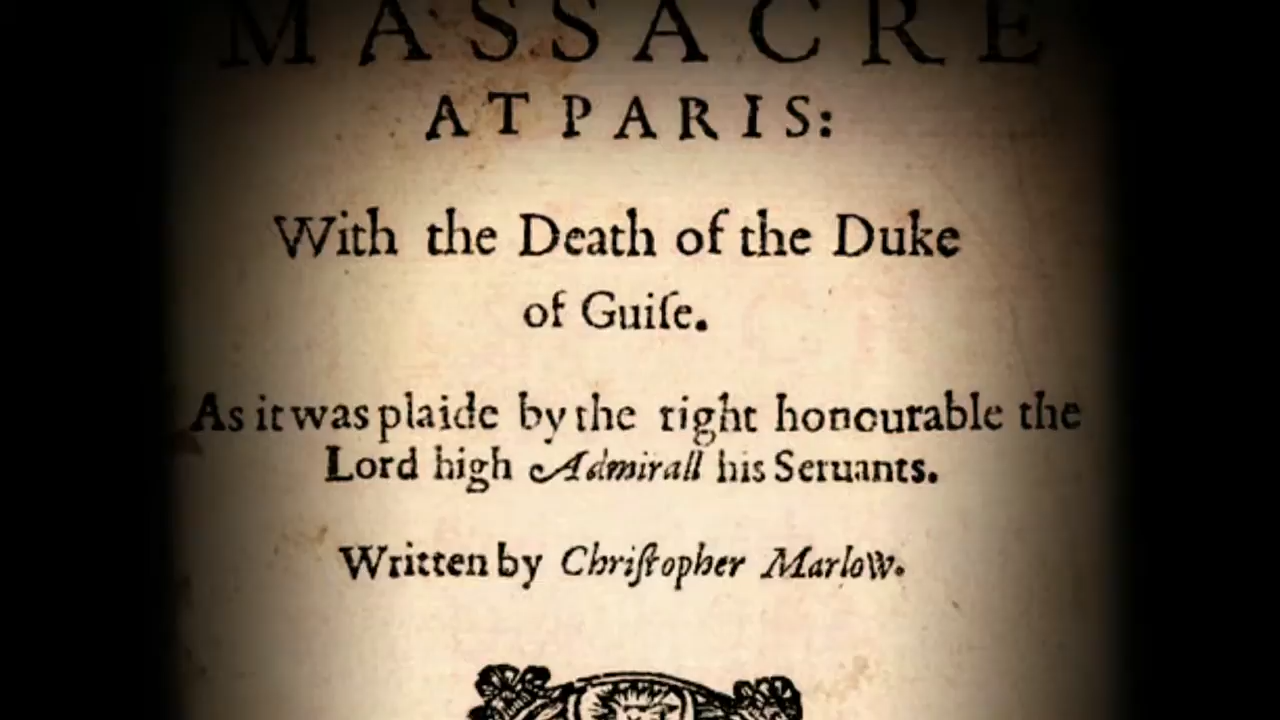 MASSACRE
AT PARIS:
With the Death of the Duke
of Guiſe.
As it was plaide by the right honourable the
Lord high Admirall his Seruants.
Written by Chriſtopher Marlow.